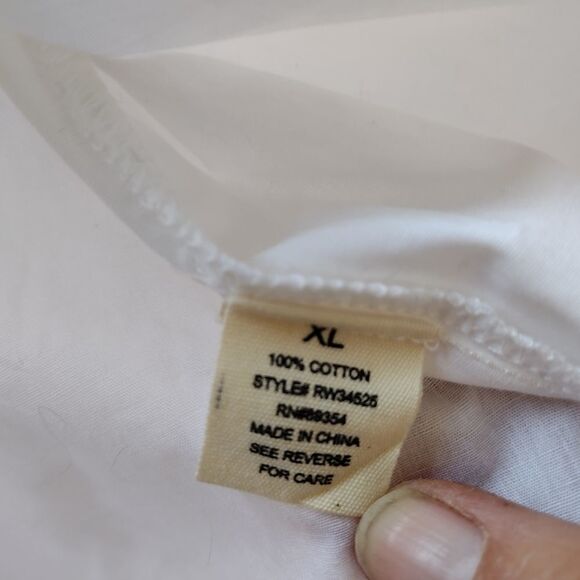 XL
100% COTTON
STYLE# RW34525
RN#89354
MADE IN CHINA
SEE REVERSE
FOR CARE